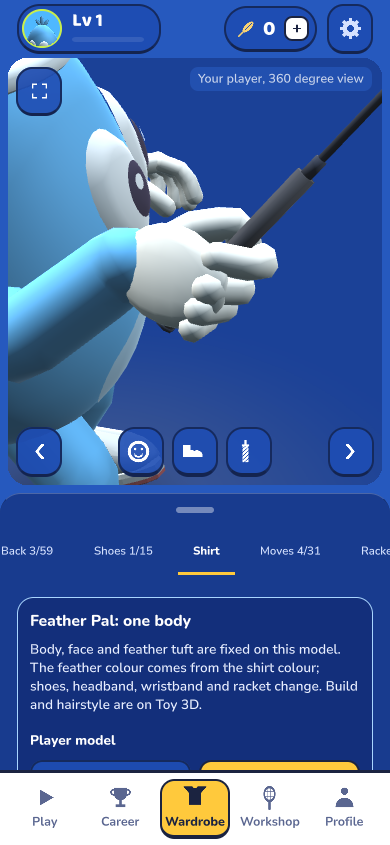 Lv 1
0
+
Your player, 360 degree view
Back 3/59
Shoes 1/15
Shirt
Moves 4/31
Racke
Feather Pal: one body
Body, face and feather tuft are fixed on this model.
The feather colour comes from the shirt colour;
shoes, headband, wristband and racket change. Build
and hairstyle are on Toy 3D.
Player model
Play
Career
Wardrobe
Workshop
Profile